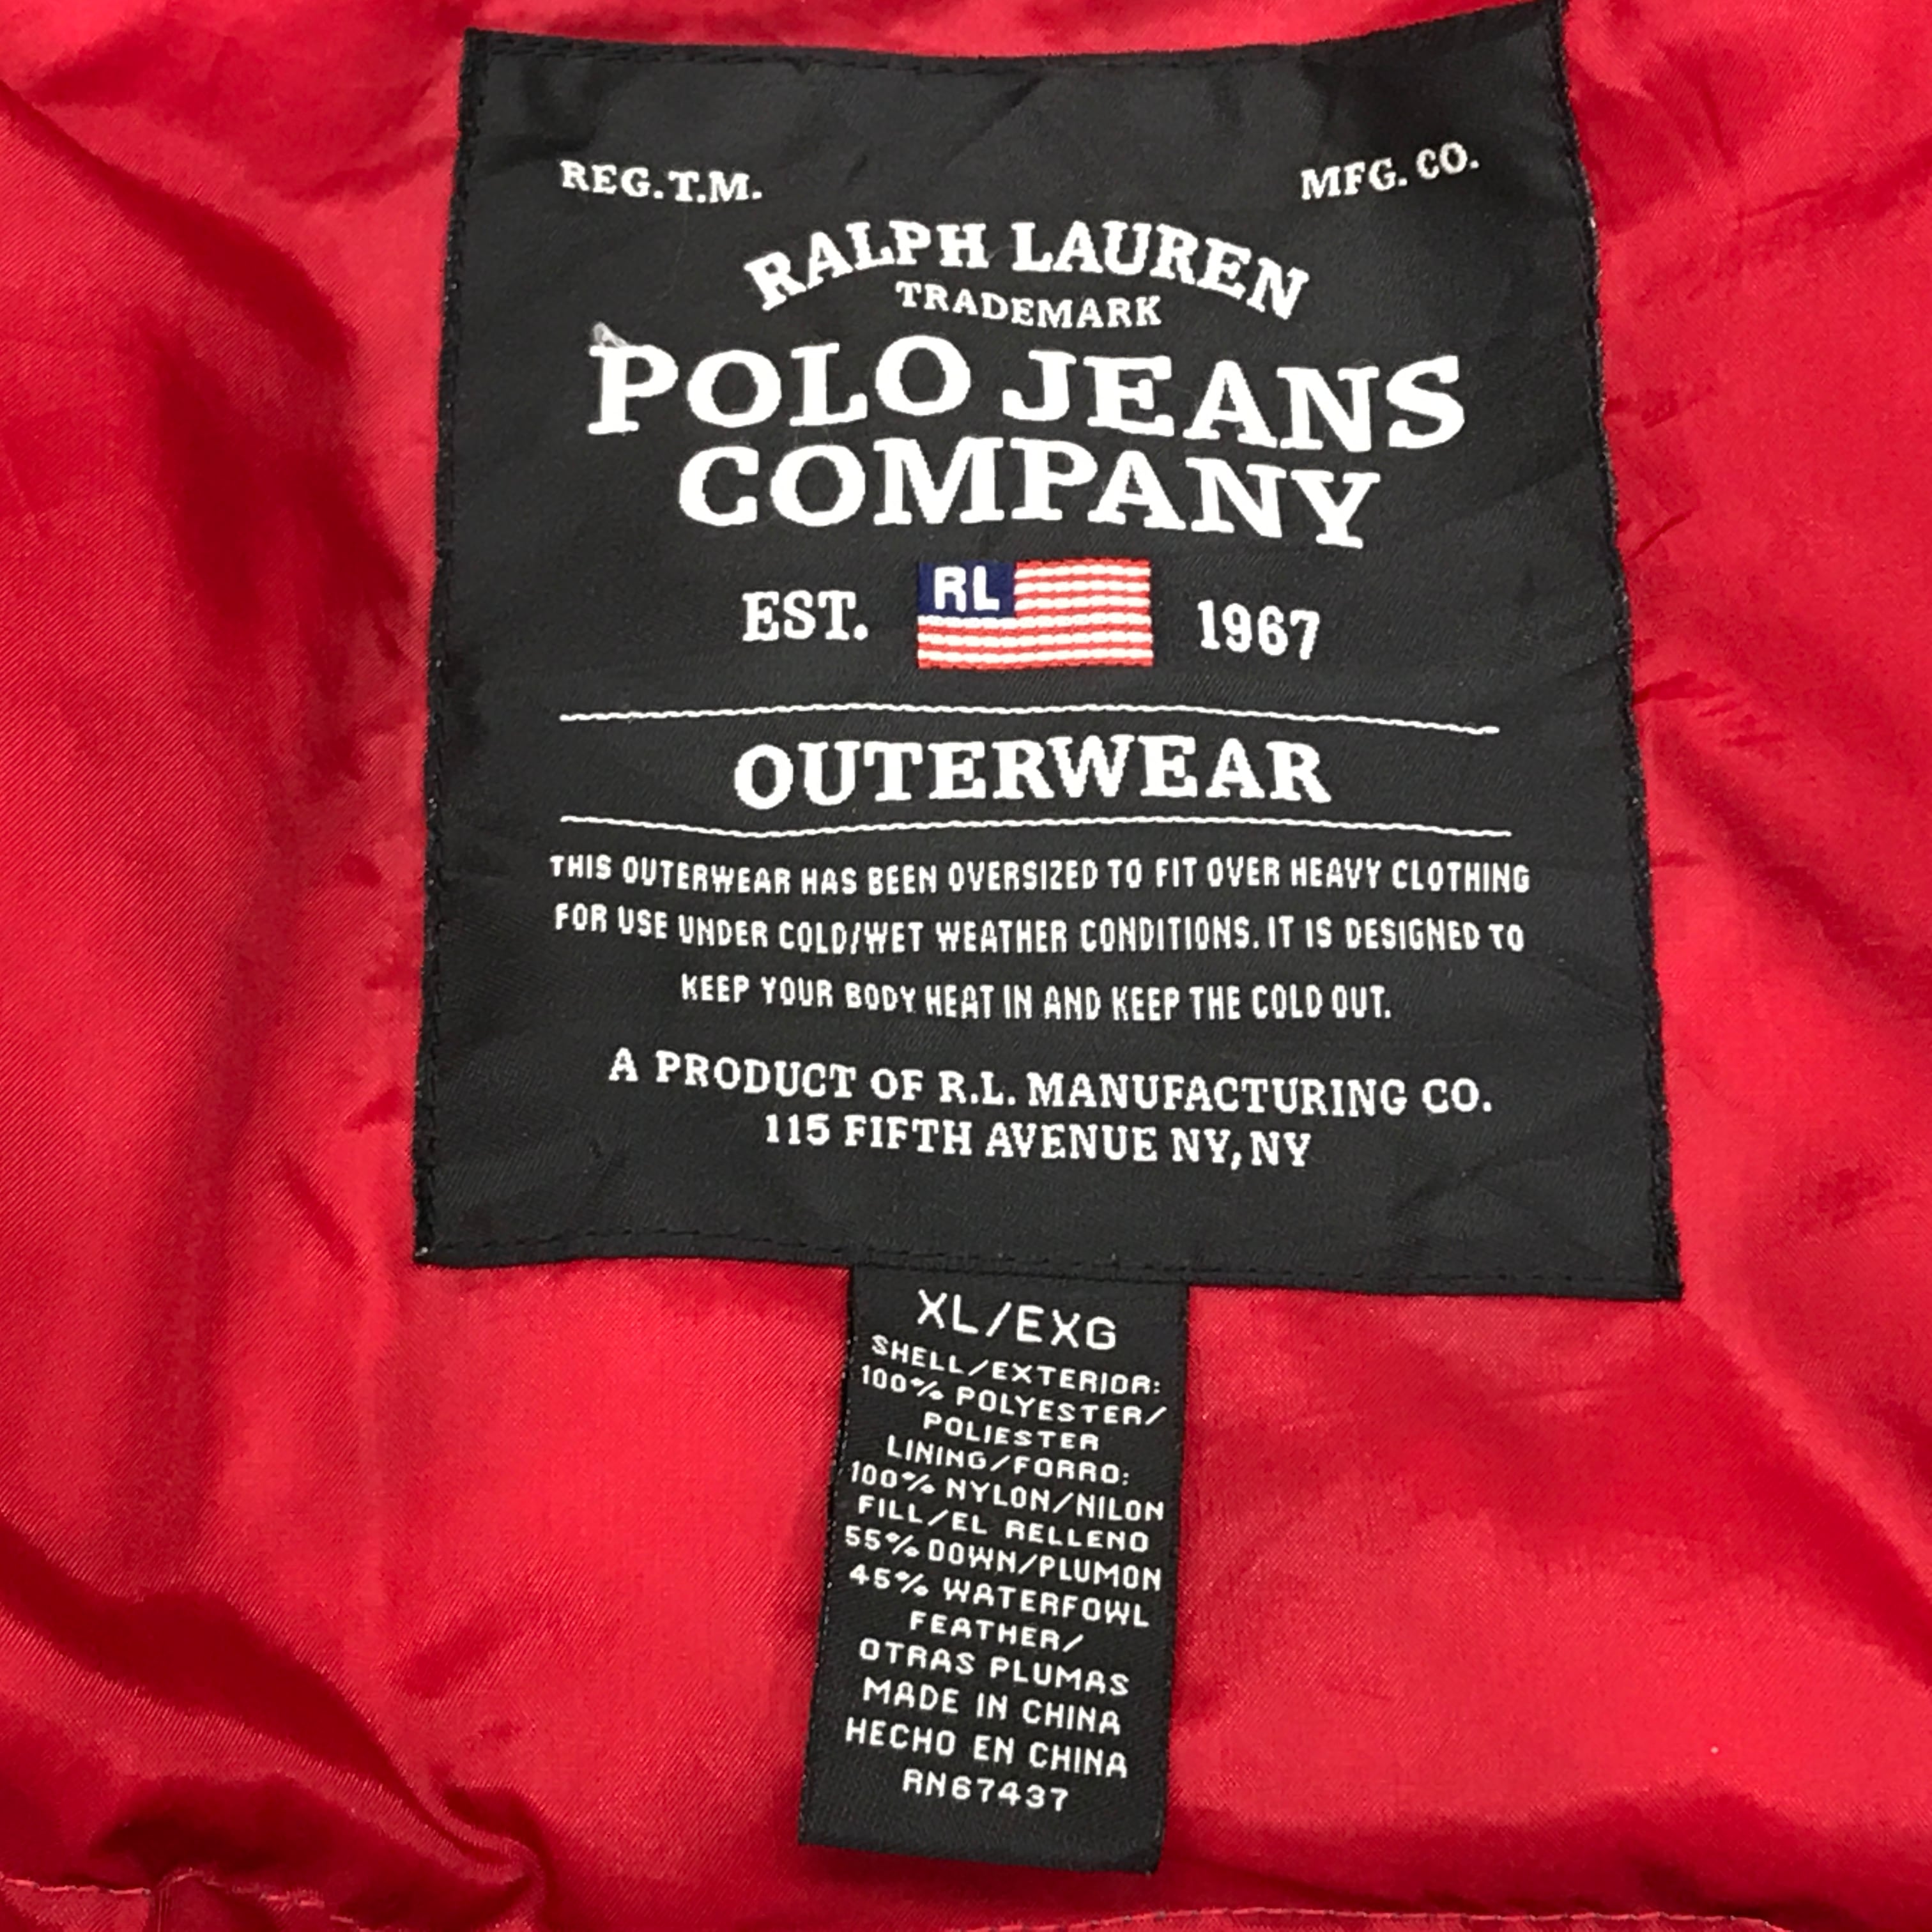 REG.T.M. MFG. CO.
RALPH LAUREN
TRADEMARK
POLO JEANS
COMPANY
EST. RL 1967
OUTERWEAR
THIS OUTERWEAR HAS BEEN OVERSIZED TO FIT OVER HEAVY CLOTHING
FOR USE UNDER COLD/WET WEATHER CONDITIONS. IT IS DESIGNED TO
KEEP YOUR BODY HEAT IN AND KEEP THE COLD OUT.
A PRODUCT OF R.L. MANUFACTURING CO.
115 FIFTH AVENUE NY, NY
XL/EXG
SHELL/EXTERIOR:
100% POLYESTER/
POLIESTER
LINING/FORRO:
100% NYLON/NILON
FILL/EL RELLENO
55% DOWN/PLUMON
45% WATERFOWL
FEATHER/
OTRAS PLUMAS
MADE IN CHINA
HECHO EN CHINA
RN67437